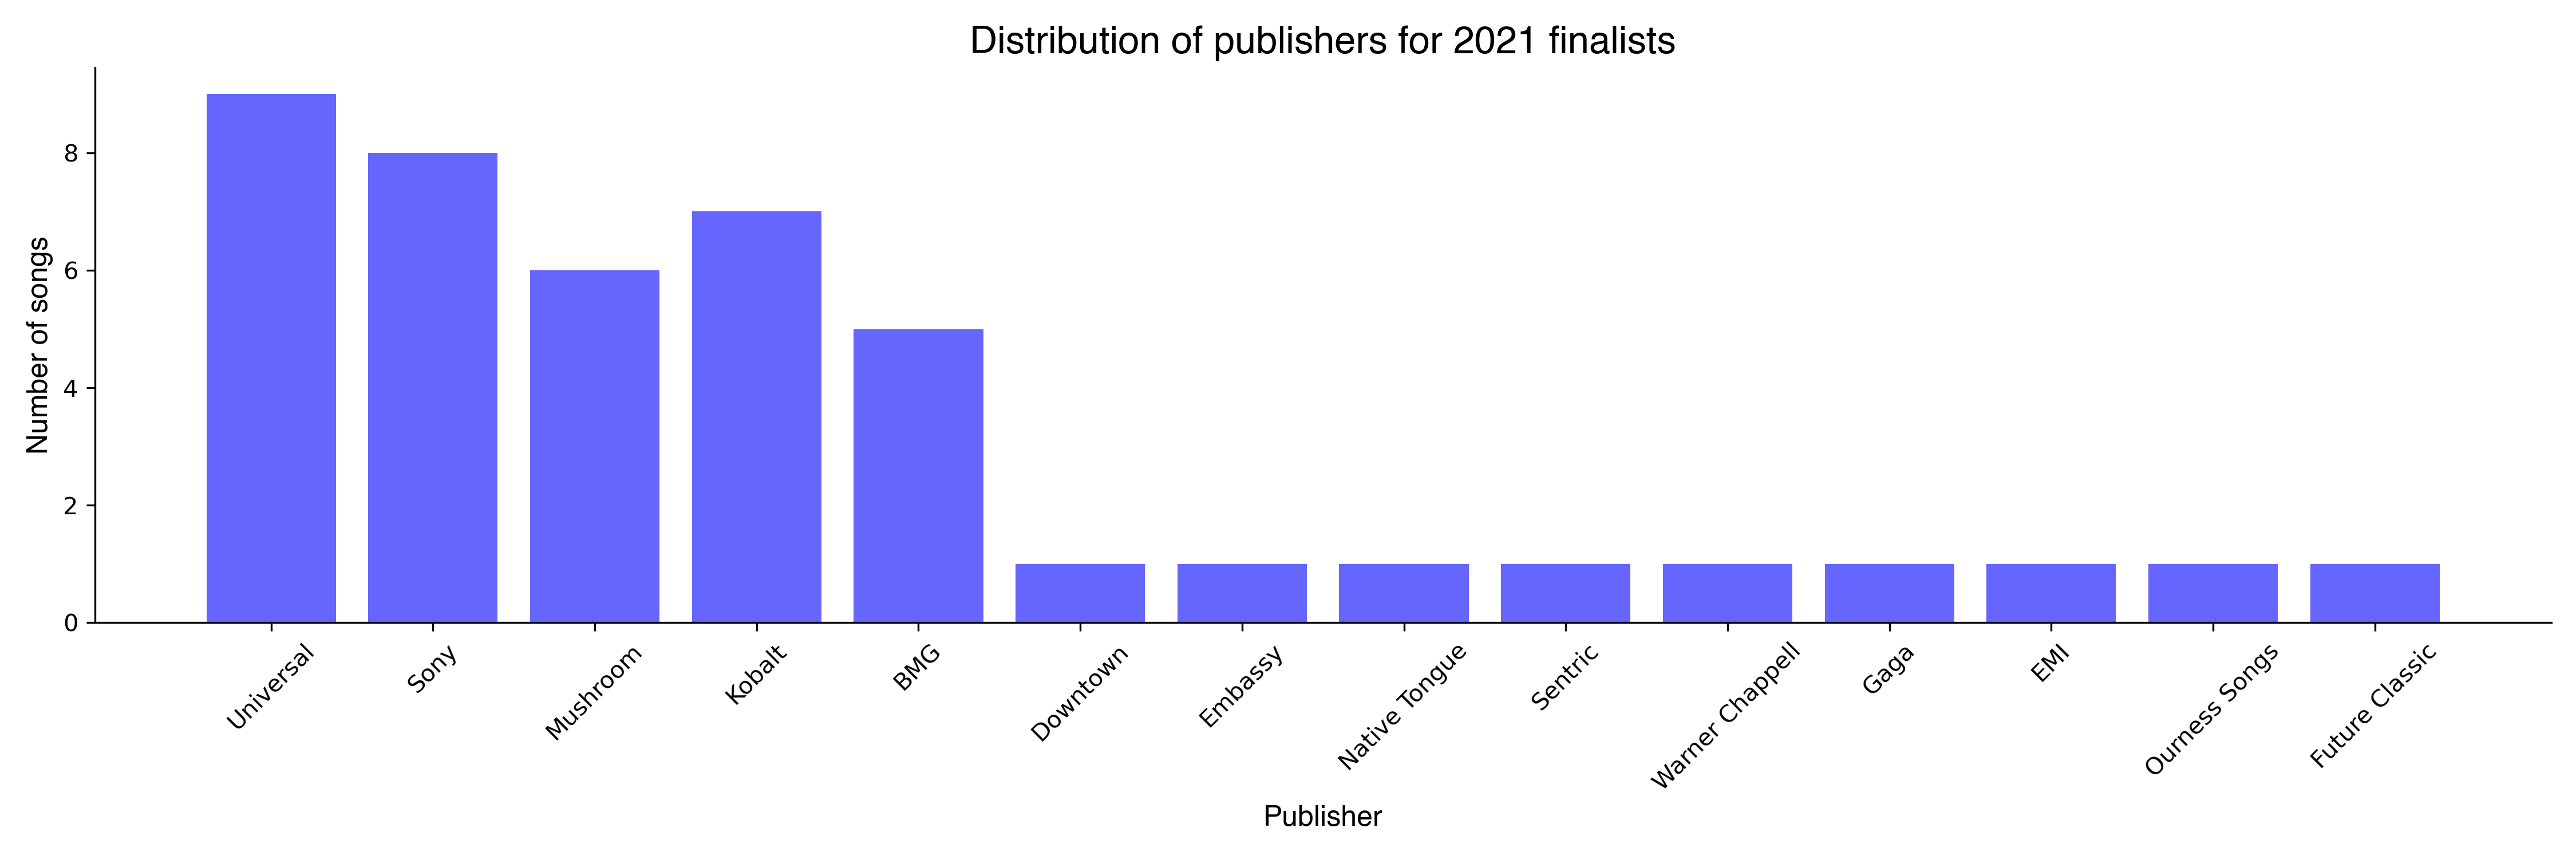 Distribution of publishers for 2021 finalists
Number of songs
8
6
4
2
0
Universal
Sony
Mushroom
Kobalt
BMG
Downtown
Embassy
Native Tongue
Sentric
Warner Chappell
Gaga
EMI
Ourness Songs
Future Classic
Publisher